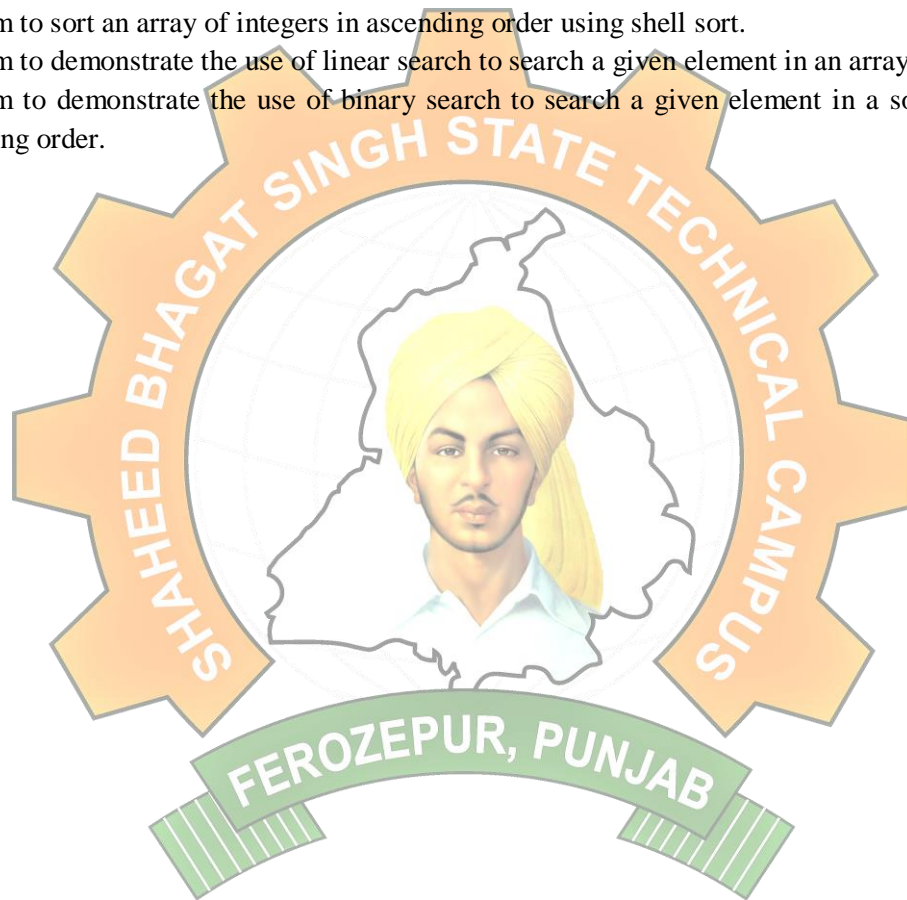 m to sort an array of integers in ascending order using shell sort.
m to demonstrate the use of linear search to search a given element in an array
m to demonstrate the use of binary search to search a given element in a so
ng order.
SHAHEED BHAGAT SINGH STATE TECHNICAL CAMPUS
FEROZEPUR, PUNJAB